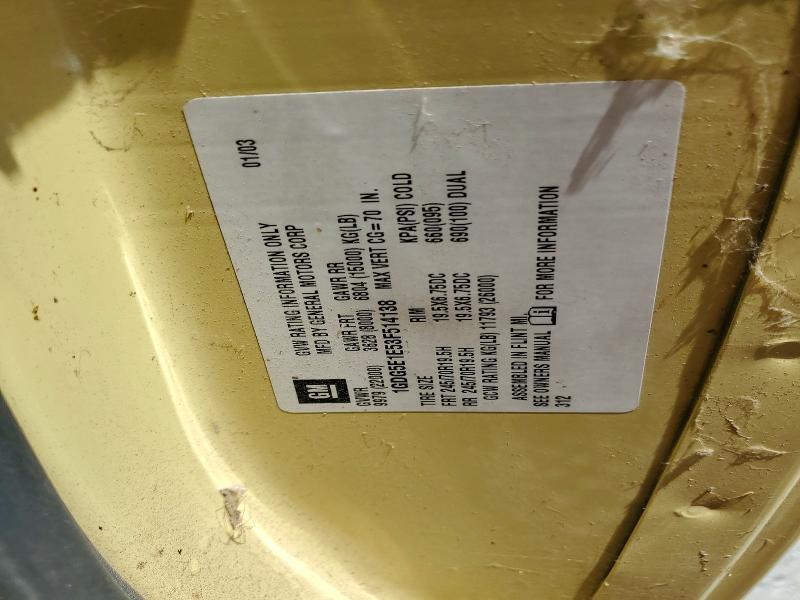 GVW RATING INFORMATION ONLY
MFD BY GENERAL MOTORS CORP 01/03
GM
GVWR GAWR FRT GAWR RR
9979 (22000) 3628 (8000) 6804 (15000) KG(LB)
1GDG5E1E53F514138 MAX VERT CG=70 IN.
TIRE SIZE RIM KPA(PSI) COLD
FRT 245/70R19.5H 19.5X6.75DC 660(095)
RR 245/70R19.5H 19.5X6.75DC 690(100) DUAL
GCW RATING KG(LB) 11793 (26000)
ASSEMBLED IN FLINT MI.
SEE OWNERS MANUAL FOR MORE INFORMATION
312